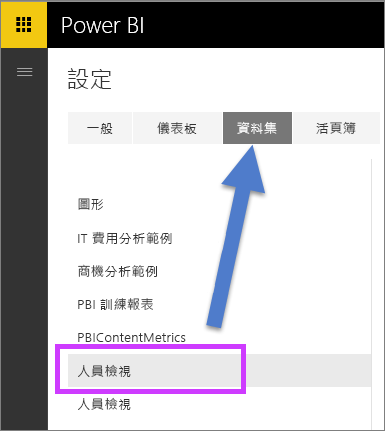 Power BI
設定
一般 儀表板 資料集 活頁簿
圖形
IT 費用分析範例
商機分析範例
PBI 訓練報表
PBIContentMetrics
人員檢視
人員檢視